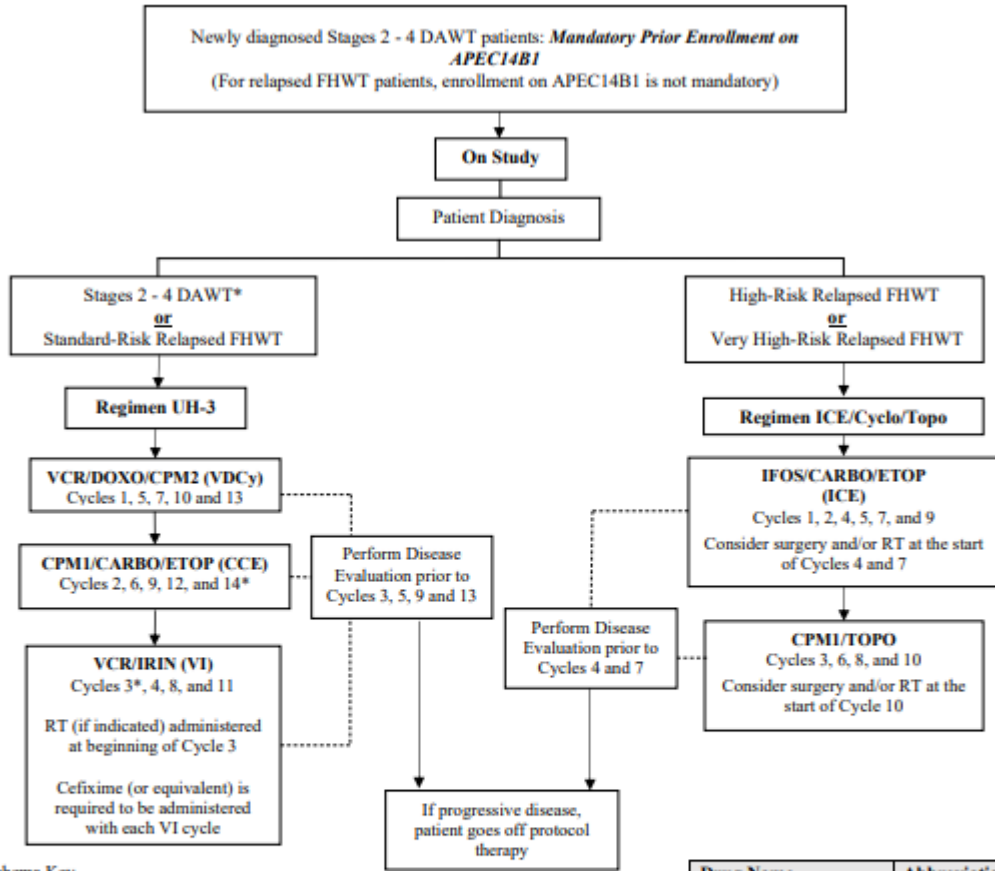 Newly diagnosed Stages 2 - 4 DAWT patients: Mandatory Prior Enrollment on
APEC14B1
(For relapsed FHWT patients, enrollment on APEC14B1 is not mandatory)
On Study
Patient Diagnosis
Stages 2 - 4 DAWT*
or
Standard-Risk Relapsed FHWT
High-Risk Relapsed FHWT
or
Very High-Risk Relapsed FHWT
Regimen UH-3
Regimen ICE/Cyclo/Topo
VCR/DOXO/CPM2 (VDCy)
Cycles 1, 5, 7, 10 and 13
CPM1/CARBO/ETOP (CCE)
Cycles 2, 6, 9, 12, and 14*
VCR/IRIN (VI)
Cycles 3*, 4, 8, and 11
RT (if indicated) administered
at beginning of Cycle 3
Cefixime (or equivalent) is
required to be administered
with each VI cycle
Perform Disease
Evaluation prior to
Cycles 3, 5, 9 and 13
IFOS/CARBO/ETOP
(ICE)
Cycles 1, 2, 4, 5, 7, and 9
Consider surgery and/or RT at the start
of Cycles 4 and 7
Perform Disease
Evaluation prior to
Cycles 4 and 7
CPM1/TOPO
Cycles 3, 6, 8, and 10
Consider surgery and/or RT at the
start of Cycle 10
If progressive disease,
patient goes off protocol
therapy